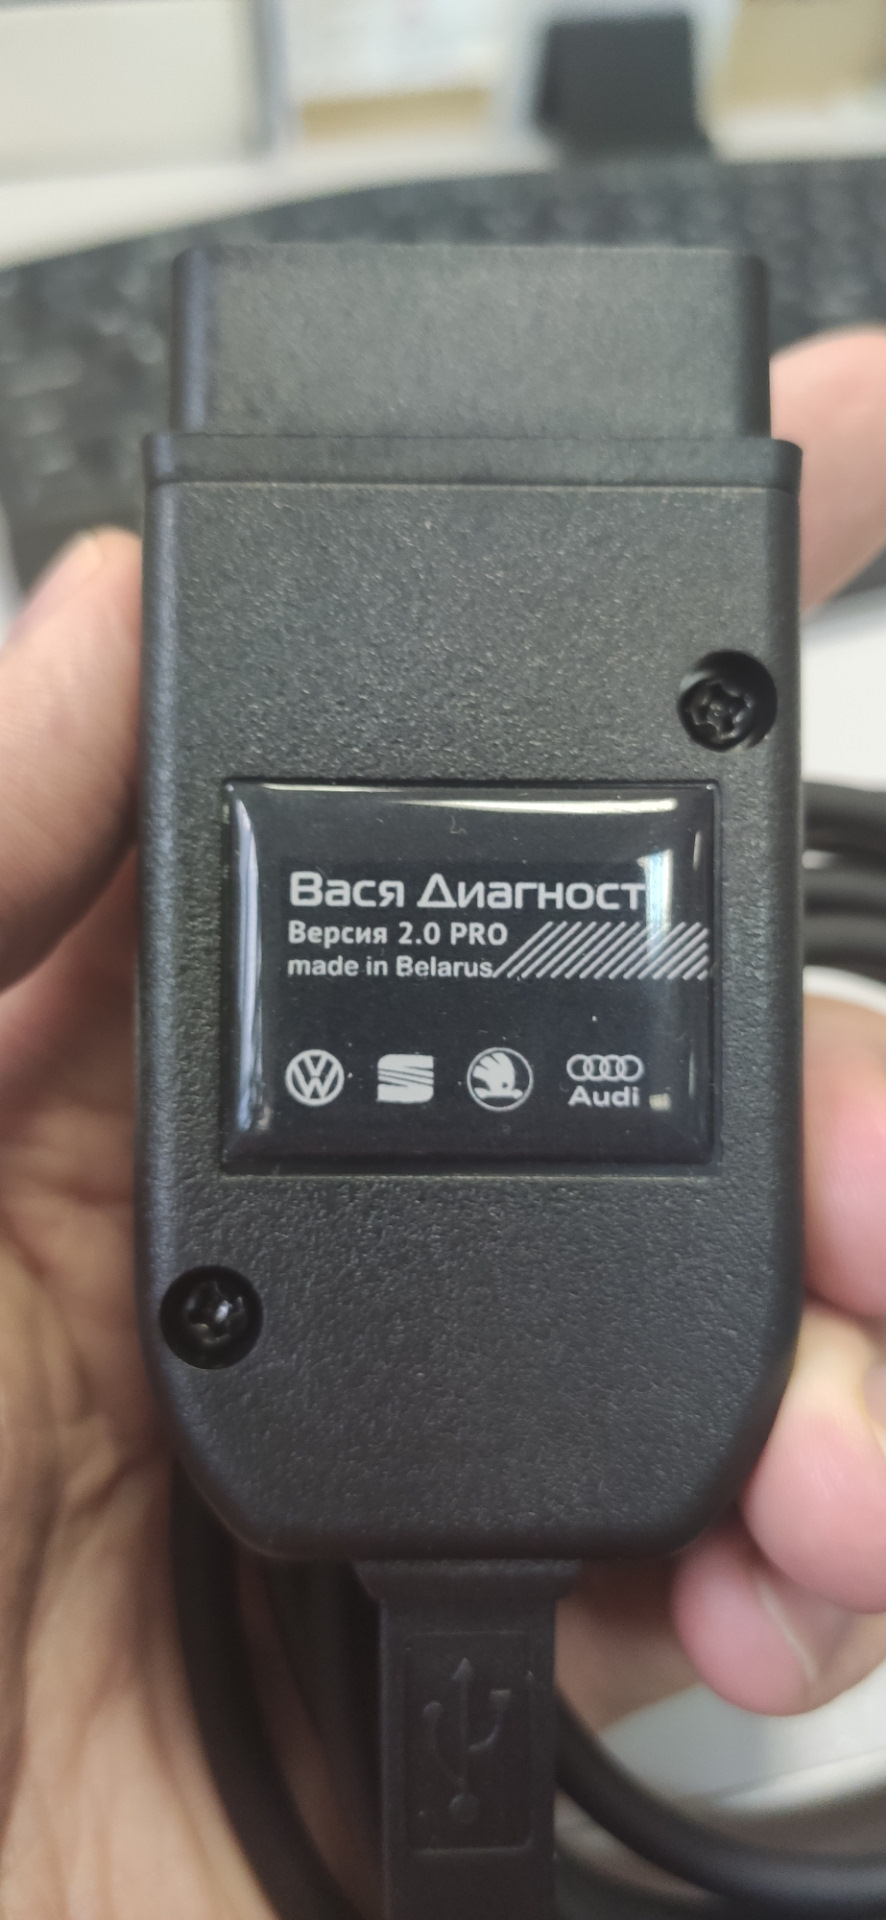 Вася Диагност
Версия 2.0 PRO
made in Belarus
Audi